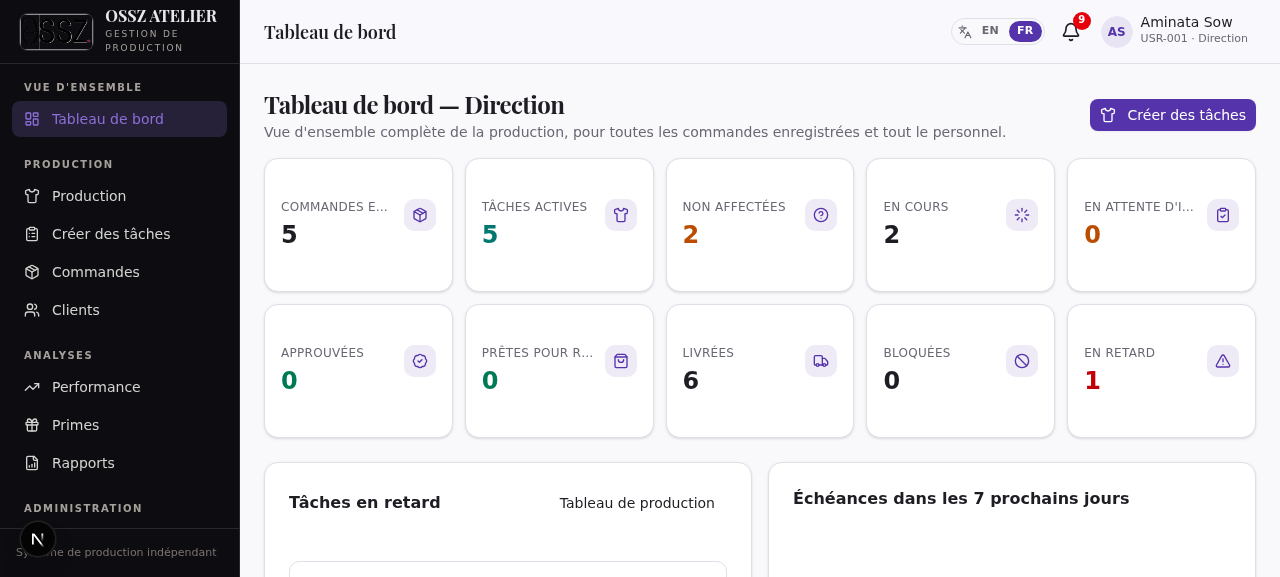 OSSZ
OSSZ ATELIER
GESTION DE
PRODUCTION
VUE D'ENSEMBLE
Tableau de bord
PRODUCTION
Production
Créer des tâches
Commandes
Clients
ANALYSES
Performance
Primes
Rapports
ADMINISTRATION
N
Tableau de bord
EN
FR
9
AS
Aminata Sow
USR-001 · Direction
Tableau de bord — Direction
Vue d'ensemble complète de la production, pour toutes les commandes enregistrées et tout le personnel.
Créer des tâches
COMMANDES E...
5
TÂCHES ACTIVES
5
NON AFFECTÉES
2
EN COURS
2
EN ATTENTE D'I...
0
APPROUVÉES
0
PRÊTES POUR R...
0
LIVRÉES
6
BLOQUÉES
0
EN RETARD
1
Tâches en retard
Tableau de production
Échéances dans les 7 prochains jours
de production indépendant